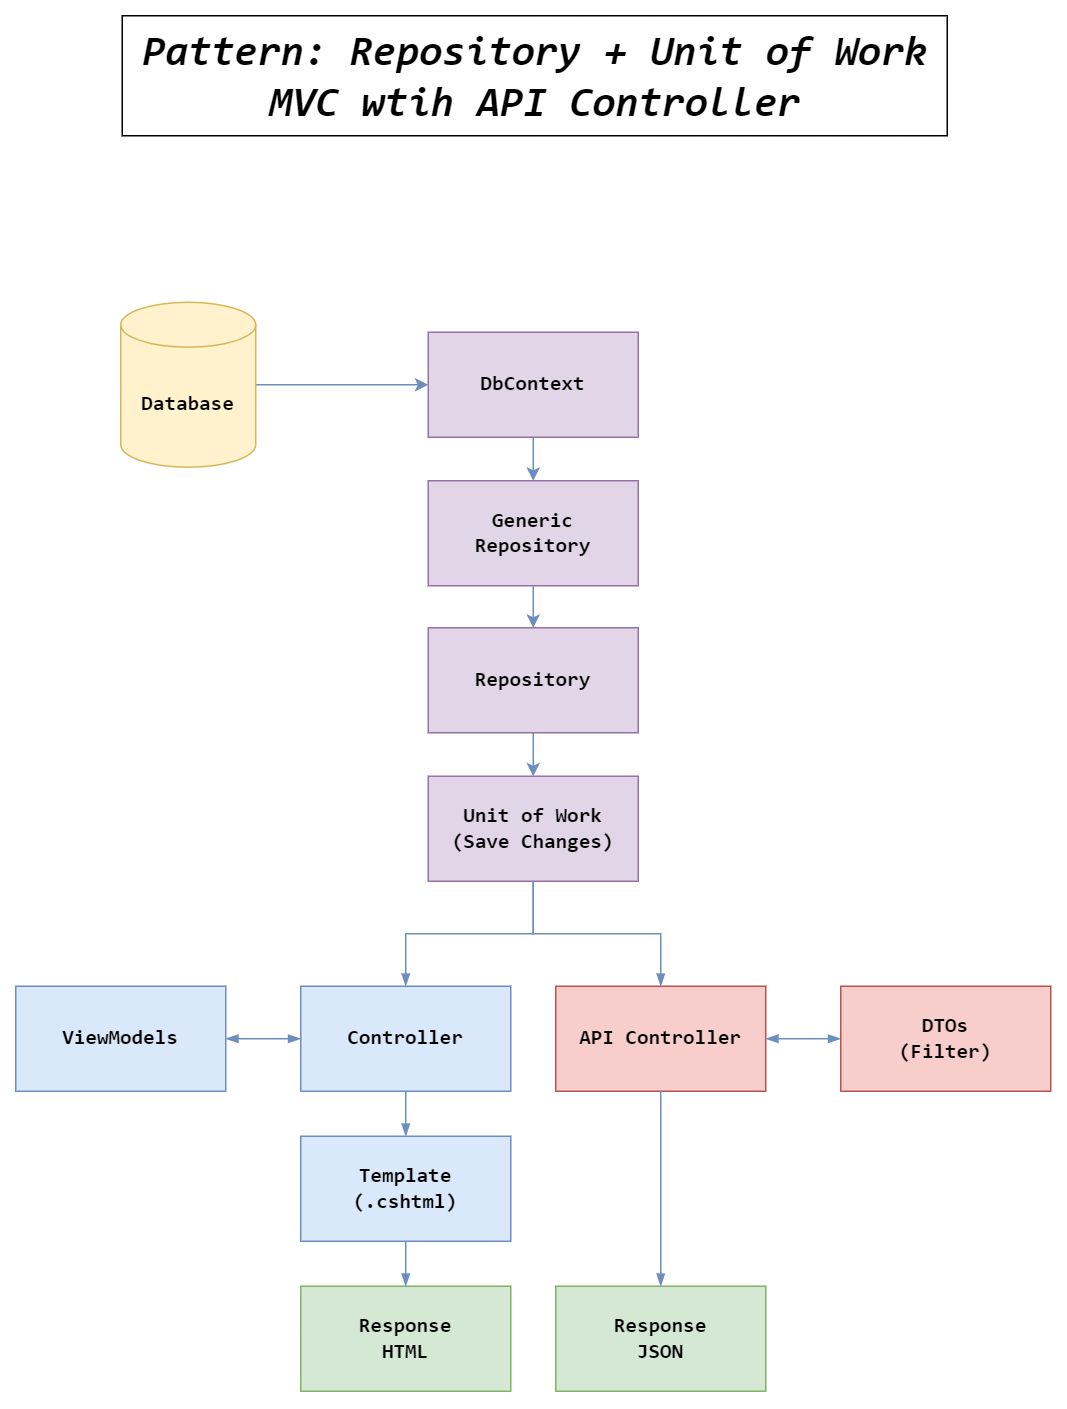 Pattern: Repository + Unit of Work
MVC wtih API Controller
Database
DbContext
Generic
Repository
Repository
Unit of Work
(Save Changes)
ViewModels
Controller
API Controller
DTOs
(Filter)
Template
(.cshtml)
Response
HTML
Response
JSON